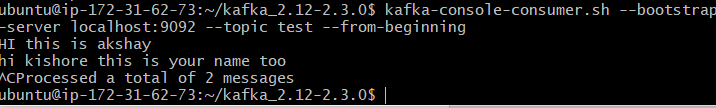 ubuntu@ip-172-31-62-73:~/kafka_2.12-2.3.0$ kafka-console-consumer.sh --bootstrap
-server localhost:9092 --topic test --from-beginning
HI this is akshay
hi kishore this is your name too
^CProcessed a total of 2 messages
ubuntu@ip-172-31-62-73:~/kafka_2.12-2.3.0$